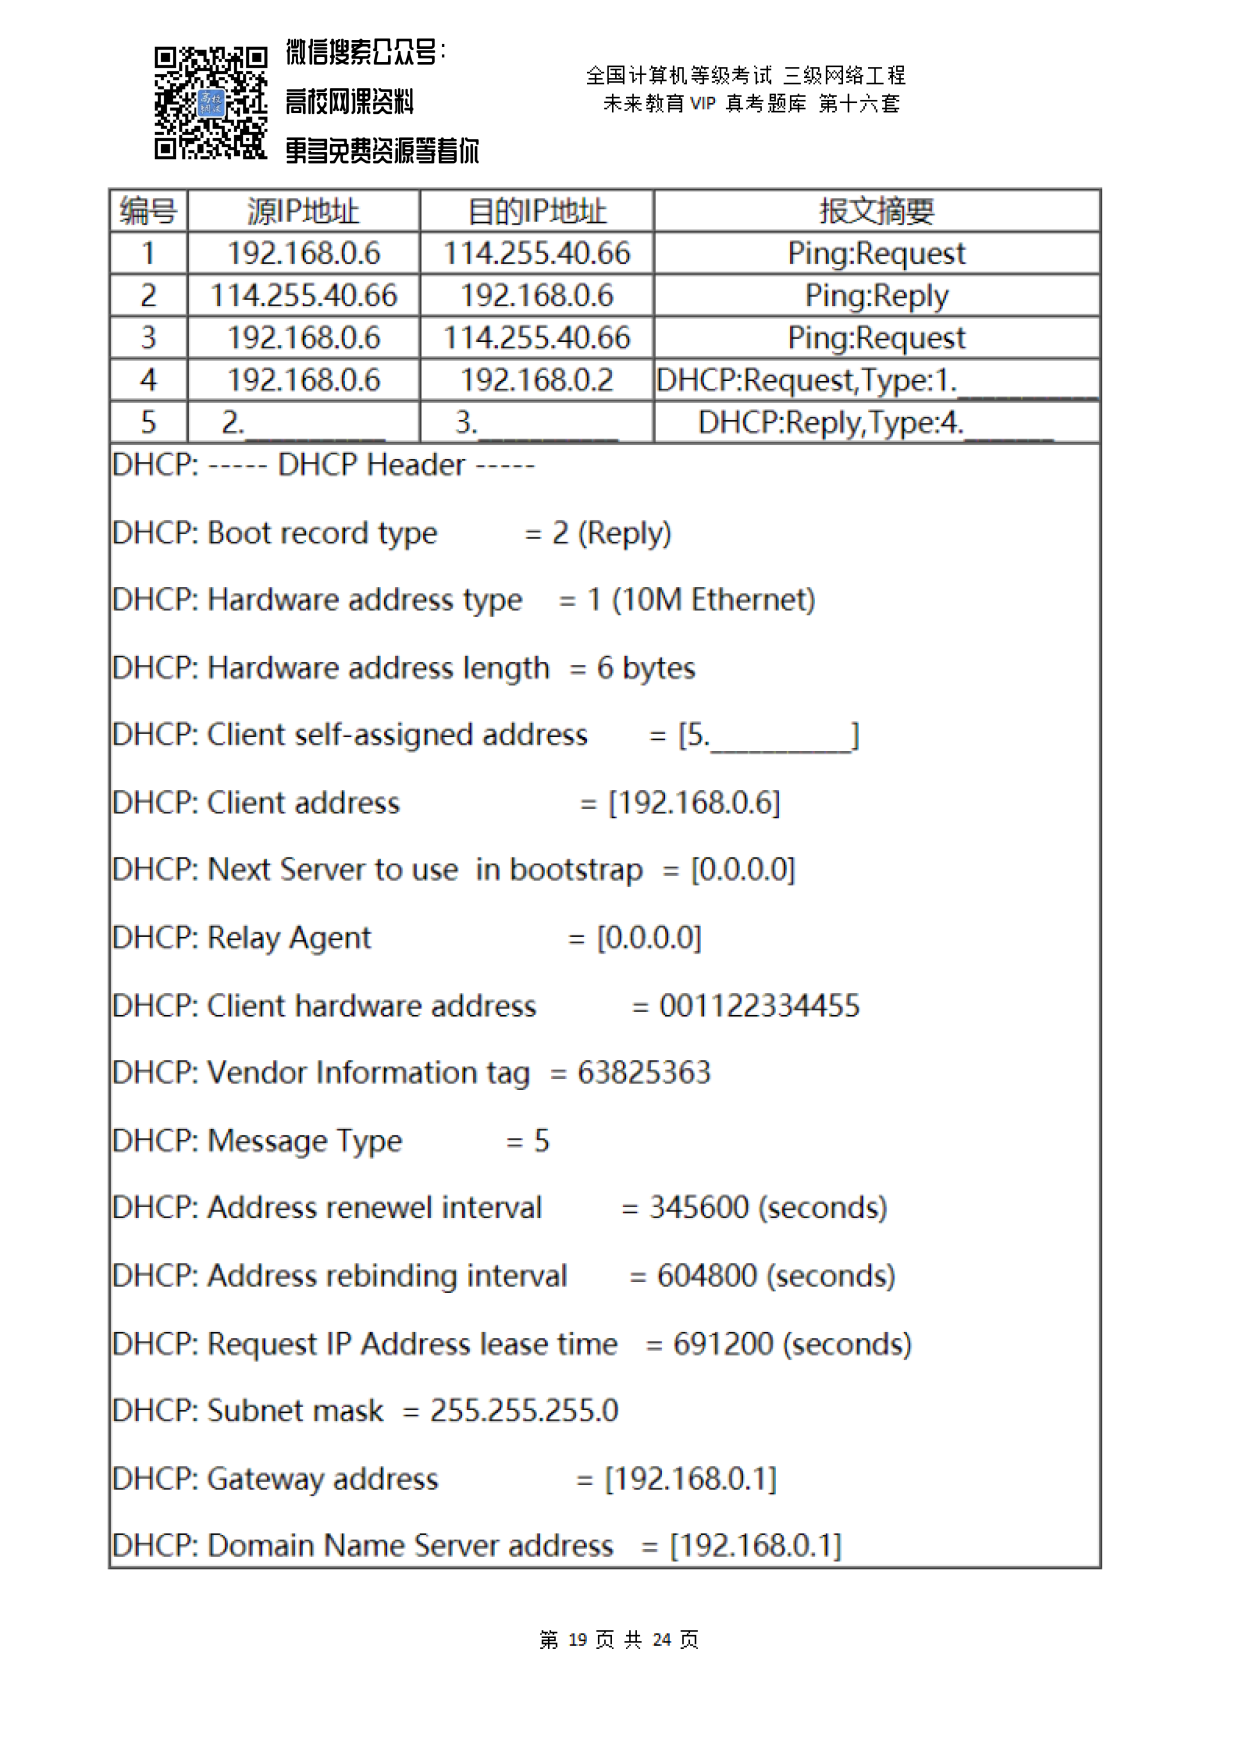 微信搜索公众号：
高校网课资料
更多免费资源等着你
全国计算机等级考试 三级网络工程
未来教育 VIP 真考题库 第十六套
编号 源IP地址 目的IP地址 报文摘要
1 192.168.0.6 114.255.40.66 Ping:Request
2 114.255.40.66 192.168.0.6 Ping:Reply
3 192.168.0.6 114.255.40.66 Ping:Request
4 192.168.0.6 192.168.0.2 DHCP:Request,Type:1.__________
5 2.__________ 3.__________ DHCP:Reply,Type:4.______
DHCP: ----- DHCP Header -----
DHCP: Boot record type = 2 (Reply)
DHCP: Hardware address type = 1 (10M Ethernet)
DHCP: Hardware address length = 6 bytes
DHCP: Client self-assigned address = [5.__________]
DHCP: Client address = [192.168.0.6]
DHCP: Next Server to use in bootstrap = [0.0.0.0]
DHCP: Relay Agent = [0.0.0.0]
DHCP: Client hardware address = 001122334455
DHCP: Vendor Information tag = 63825363
DHCP: Message Type = 5
DHCP: Address renewel interval = 345600 (seconds)
DHCP: Address rebinding interval = 604800 (seconds)
DHCP: Request IP Address lease time = 691200 (seconds)
DHCP: Subnet mask = 255.255.255.0
DHCP: Gateway address = [192.168.0.1]
DHCP: Domain Name Server address = [192.168.0.1]
第 19 页 共 24 页